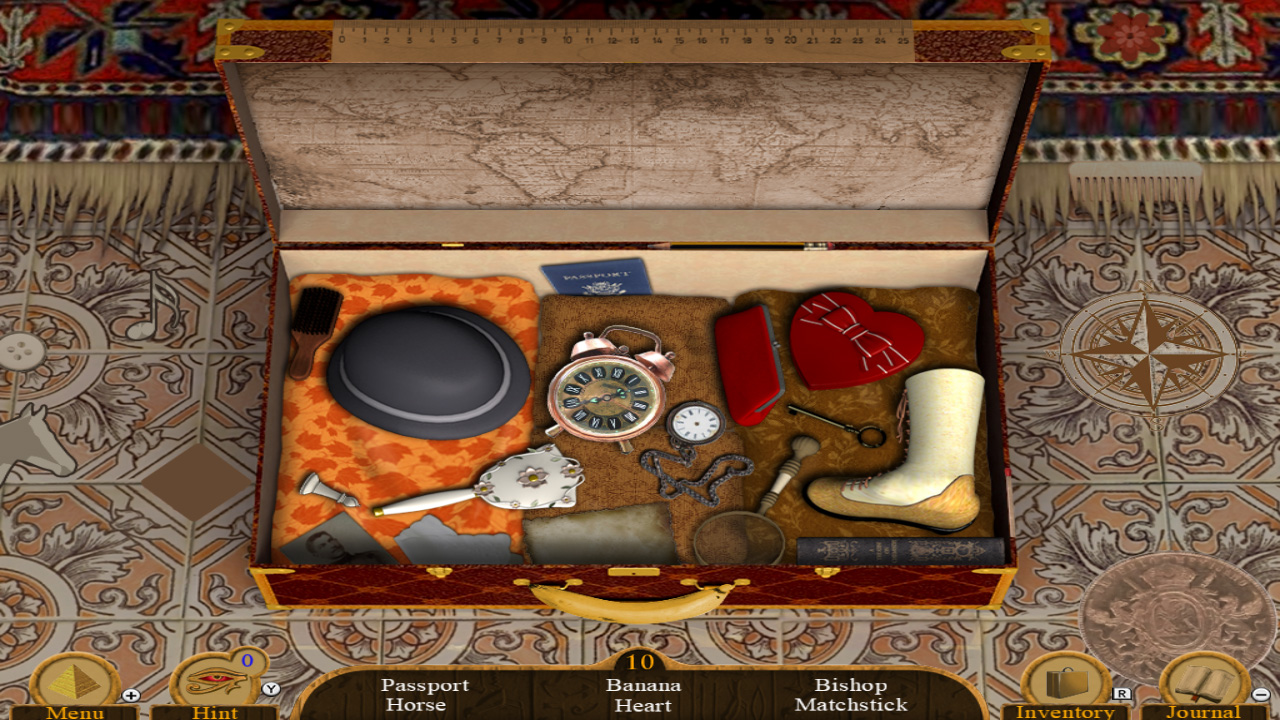 0 1 2 3 4 5 6 7 8 9 10 11 12 13 14 15 16 17 18 19 20 21 22 23 24 25
PASSPORT
0
10
Passport Banana Bishop
Horse Heart Matchstick
+ Y R −
Menu Hint Inventory Journal